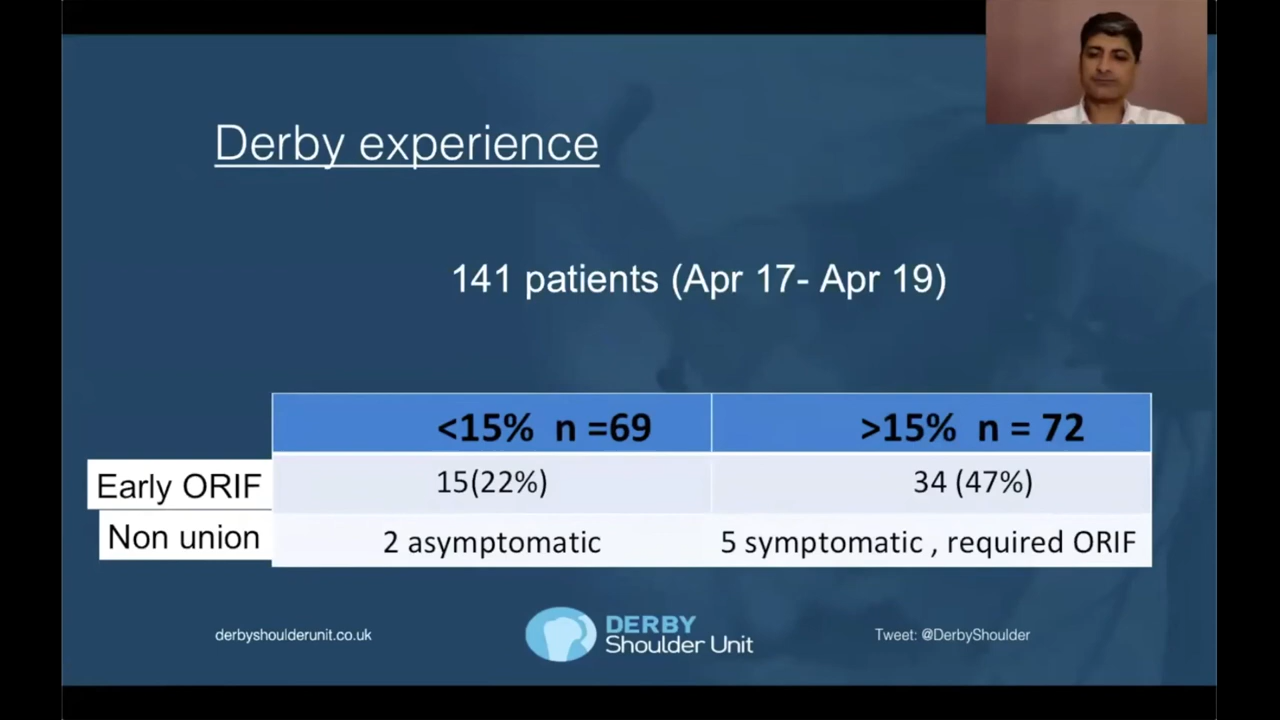 Derby experience
141 patients (Apr 17- Apr 19)
<15% n =69 >15% n = 72
Early ORIF 15(22%) 34 (47%)
Non union 2 asymptomatic 5 symptomatic , required ORIF
derbyshoulderunit.co.uk
DERBY
Shoulder Unit
Tweet: @DerbyShoulder